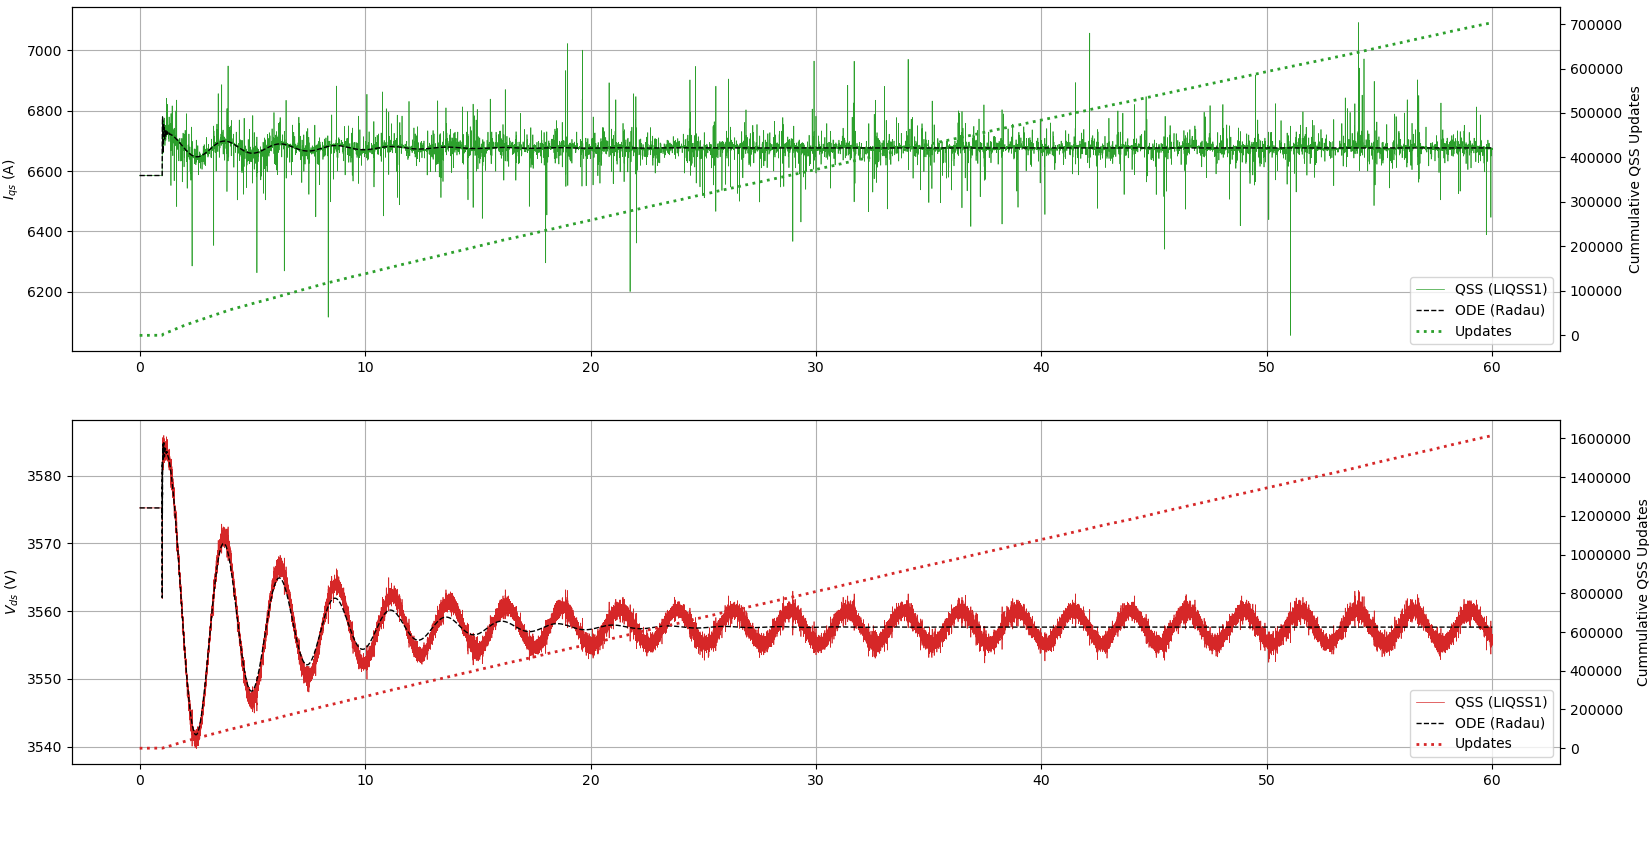 7000
6800
6600
6400
6200
I_qs (A)
700000
600000
500000
400000
300000
200000
100000
0
Cummulative QSS Updates
QSS (LIQSS1)
ODE (Radau)
Updates
0 10 20 30 40 50 60
3580
3570
3560
3550
3540
V_ds (V)
1600000
1400000
1200000
1000000
800000
600000
400000
200000
0
Cummulative QSS Updates
QSS (LIQSS1)
ODE (Radau)
Updates
0 10 20 30 40 50 60